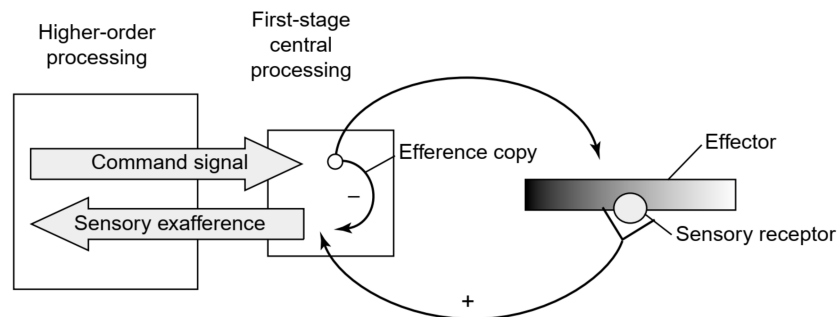 Higher-order
processing
First-stage
central
processing
Command signal
Efference copy
Effector
–
Sensory exafference
Sensory receptor
+